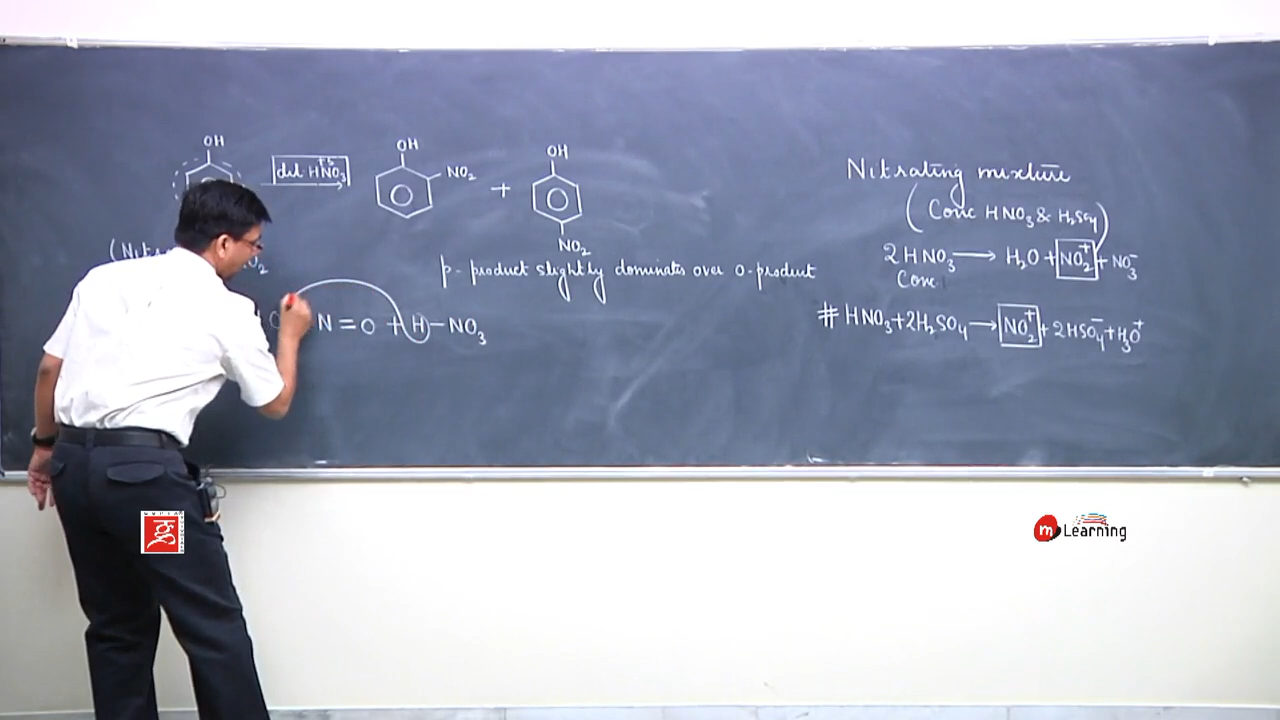 OH
dil HNO3 +5
OH
NO2
+
OH
NO2
p- product slightly dominates over o-product
N=O + H-NO3
Nitrating mixture
(Conc HNO3 & H2SO4)
2HNO3 → H2O + NO2+ + NO3-
Conc.
# HNO3 + 2H2SO4 → NO2+ + 2HSO4- + H3O+
m Learning